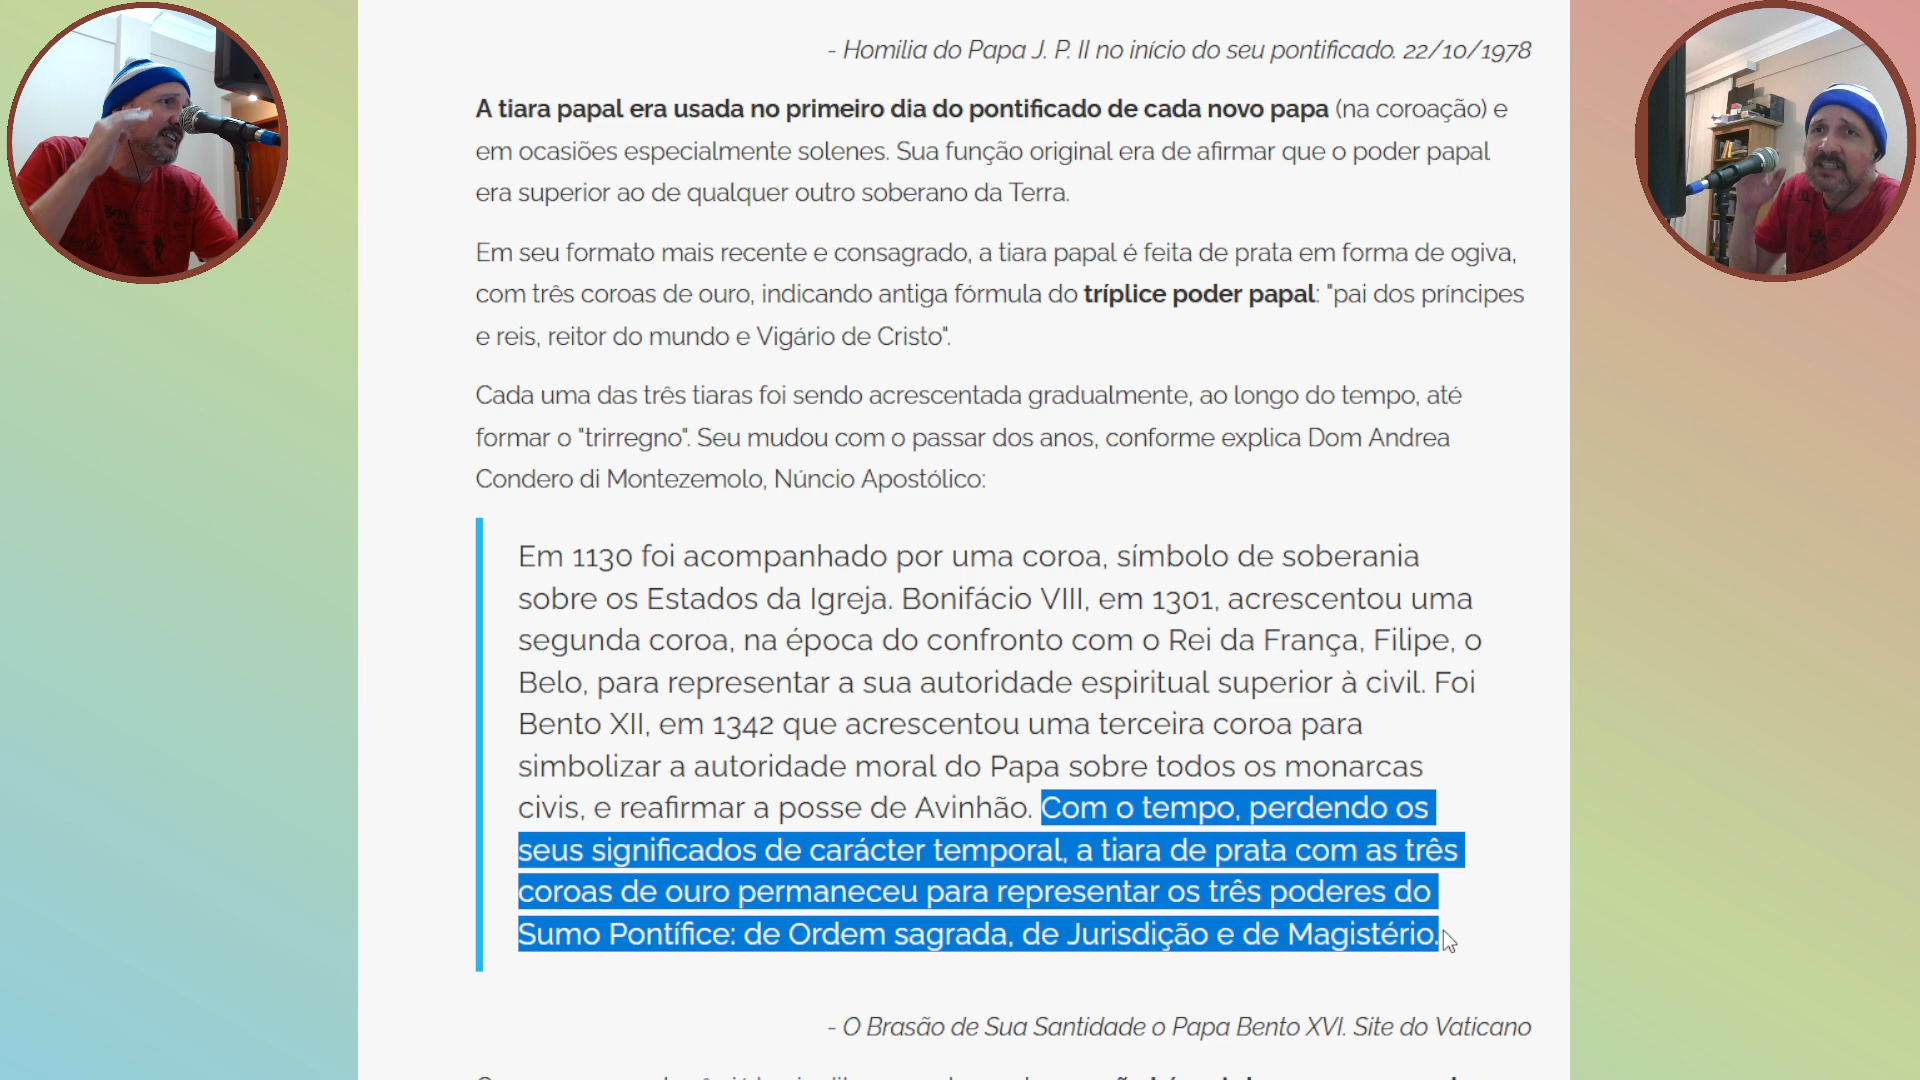 - Homilia do Papa J. P. II no início do seu pontificado. 22/10/1978
A tiara papal era usada no primeiro dia do pontificado de cada novo papa (na coroação) e
em ocasiões especialmente solenes. Sua função original era de afirmar que o poder papal
era superior ao de qualquer outro soberano da Terra.
Em seu formato mais recente e consagrado, a tiara papal é feita de prata em forma de ogiva,
com três coroas de ouro, indicando antiga fórmula do tríplice poder papal: "pai dos príncipes
e reis, reitor do mundo e Vigário de Cristo".
Cada uma das três tiaras foi sendo acrescentada gradualmente, ao longo do tempo, até
formar o "trirregno". Seu mudou com o passar dos anos, conforme explica Dom Andrea
Condero di Montezemolo, Núncio Apostólico:
Em 1130 foi acompanhado por uma coroa, símbolo de soberania
sobre os Estados da Igreja. Bonifácio VIII, em 1301, acrescentou uma
segunda coroa, na época do confronto com o Rei da França, Filipe, o
Belo, para representar a sua autoridade espiritual superior à civil. Foi
Bento XII, em 1342 que acrescentou uma terceira coroa para
simbolizar a autoridade moral do Papa sobre todos os monarcas
civis, e reafirmar a posse de Avinhão. Com o tempo, perdendo os
seus significados de carácter temporal, a tiara de prata com as três
coroas de ouro permaneceu para representar os três poderes do
Sumo Pontífice: de Ordem sagrada, de Jurisdição e de Magistério.
- O Brasão de Sua Santidade o Papa Bento XVI. Site do Vaticano